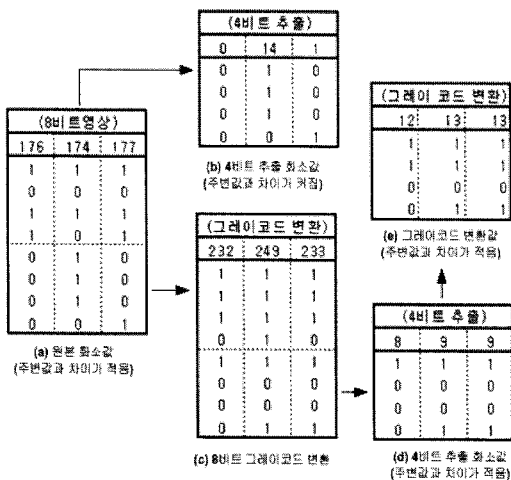 (4비트 추출)
0 14 1
0 1 0
0 1 0
0 1 0
0 0 1
(b) 4비트 추출 화소값
(주변값과 차이가 커짐)
(8비트영상)
176 174 177
1 1 1
0 0 0
1 1 1
1 0 1
0 1 0
0 1 0
0 1 0
0 0 1
(a) 원본 화소값
(주변값과 차이가 적음)
(그레이코드 변환)
232 249 233
1 1 1
1 1 1
1 1 1
0 1 0
1 1 1
0 0 0
0 0 0
0 1 1
(c) 8비트 그레이코드 변환
(그레이 코드 변환)
12 13 13
1 1 1
1 1 1
0 0 0
0 1 1
(e) 그레이코드 변환값
(주변값과 차이가 적음)
(4비트 추출)
8 9 9
1 1 1
0 0 0
0 0 0
0 1 1
(d) 4비트 추출 화소값
(주변값과 차이가 적음)